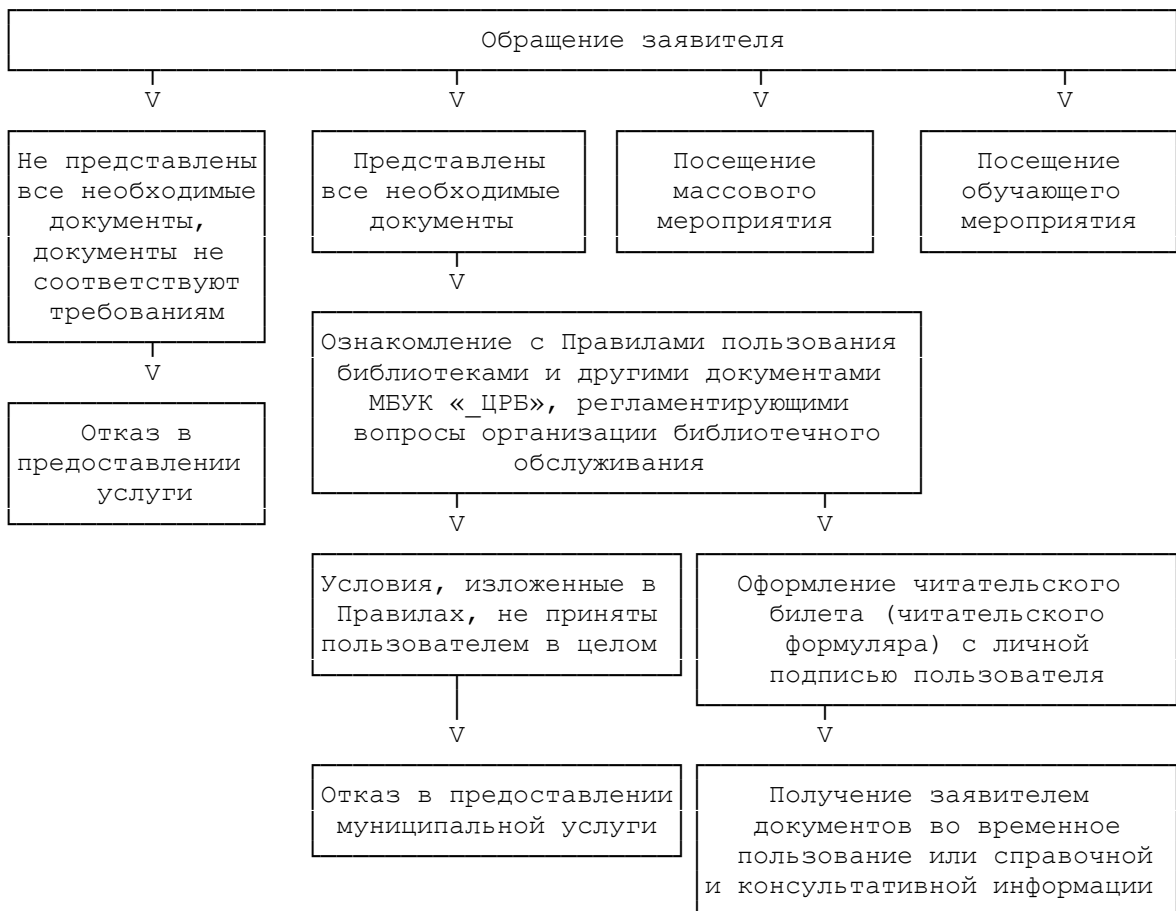 Обращение заявителя
V
V
V
V
Не представлены
все необходимые
документы,
документы не
соответствуют
требованиям
Представлены
все необходимые
документы
Посещение
массового
мероприятия
Посещение
обучающего
мероприятия
V
V
Отказ в
предоставлении
услуги
Ознакомление с Правилами пользования
библиотеками и другими документами
МБУК «_ЦРБ», регламентирующими
вопросы организации библиотечного
обслуживания
V
V
Условия, изложенные в
Правилах, не приняты
пользователем в целом
Оформление читательского
билета (читательского
формуляра) с личной
подписью пользователя
V
V
Отказ в предоставлении
муниципальной услуги
Получение заявителем
документов во временное
пользование или справочной
и консультативной информации